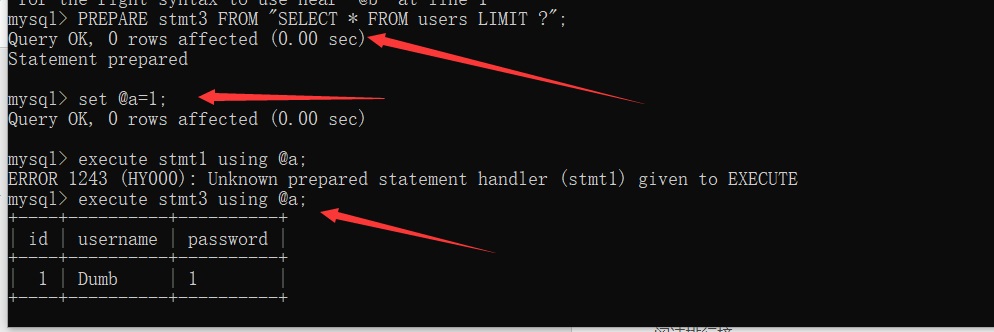 for the right syntax to use near '@b' at line 1
mysql> PREPARE stmt3 FROM "SELECT * FROM users LIMIT ?";
Query OK, 0 rows affected (0.00 sec)
Statement prepared
mysql> set @a=1;
Query OK, 0 rows affected (0.00 sec)
mysql> execute stmt1 using @a;
ERROR 1243 (HY000): Unknown prepared statement handler (stmt1) given to EXECUTE
mysql> execute stmt3 using @a;
+----+----------+----------+
| id | username | password |
+----+----------+----------+
| 1 | Dumb | 1 |
+----+----------+----------+